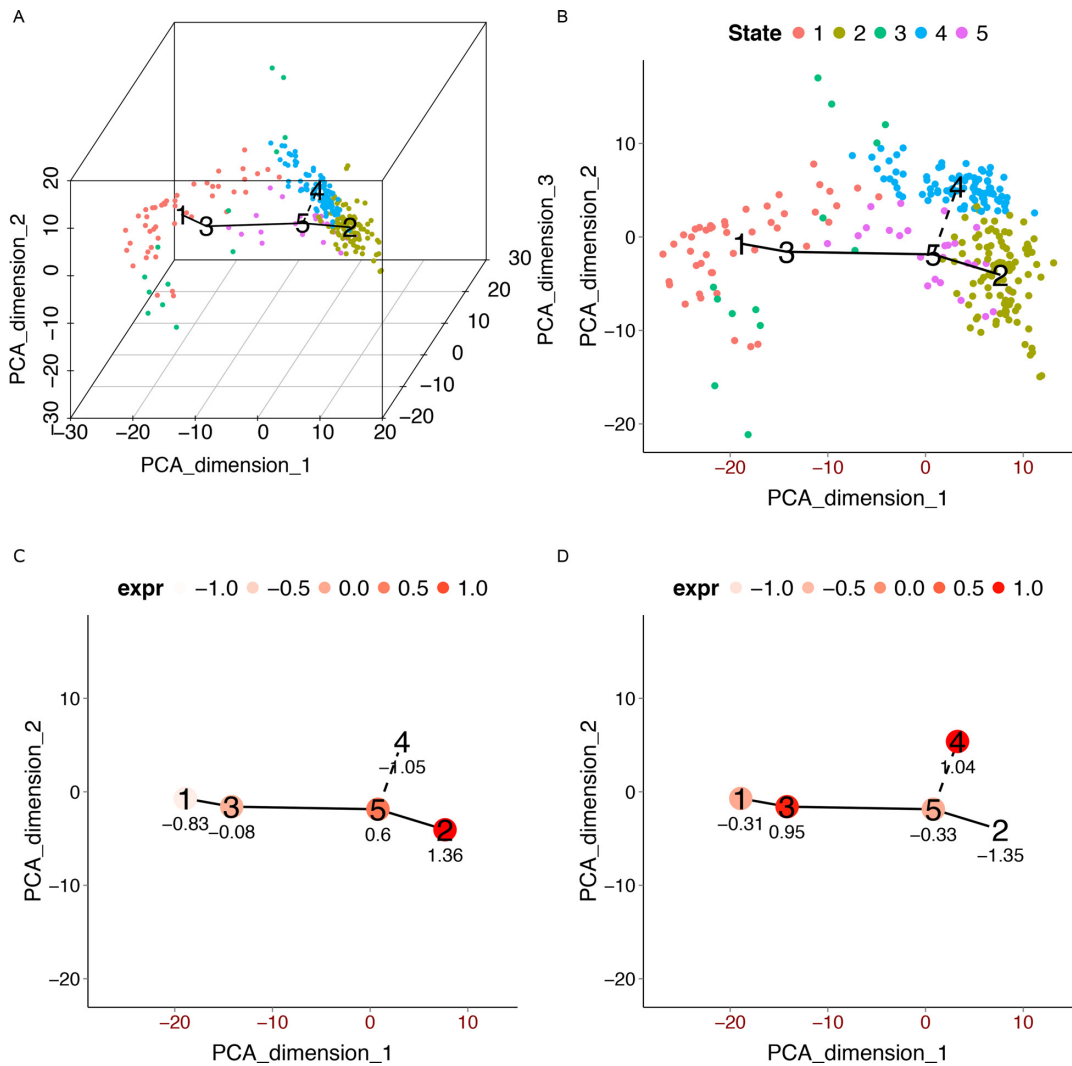 A
20
10
0
−10
−20
−30
PCA_dimension_2
−30 −20 −10 0 10 20
PCA_dimension_1
30
20
10
0
−10
−20
PCA_dimension_3
1 3 5 4 2
B
State 1 2 3 4 5
10
0
−10
−20
PCA_dimension_2
−20 −10 0 10
PCA_dimension_1
1 3 5 4 2
C
expr −1.0 −0.5 0.0 0.5 1.0
10
0
−10
−20
PCA_dimension_2
4
−1.05
1 3 5 2
−0.83 −0.08 0.6 1.36
−20 −10 0 10
PCA_dimension_1
D
expr −1.0 −0.5 0.0 0.5 1.0
10
0
−10
−20
PCA_dimension_2
4
1.04
1 3 5 2
−0.31 0.95 −0.33 −1.35
−20 −10 0 10
PCA_dimension_1